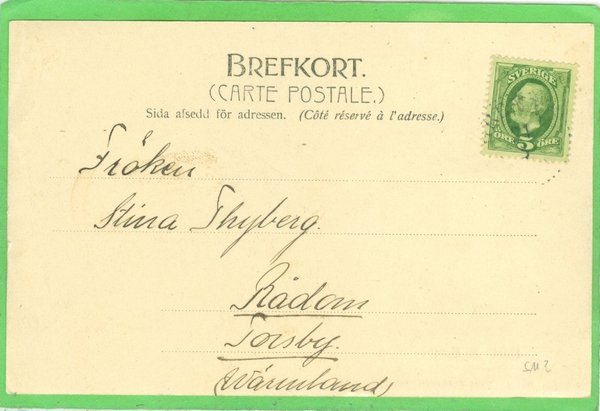 BREFKORT.
(CARTE POSTALE.)
Sida afsedd för adressen. (Côté réservé à l'adresse.)
SVERIGE
ÖRE 5 ÖRE
Fröken
Stina Thyberg.
Rådom
Torsby.
(Wärmland)